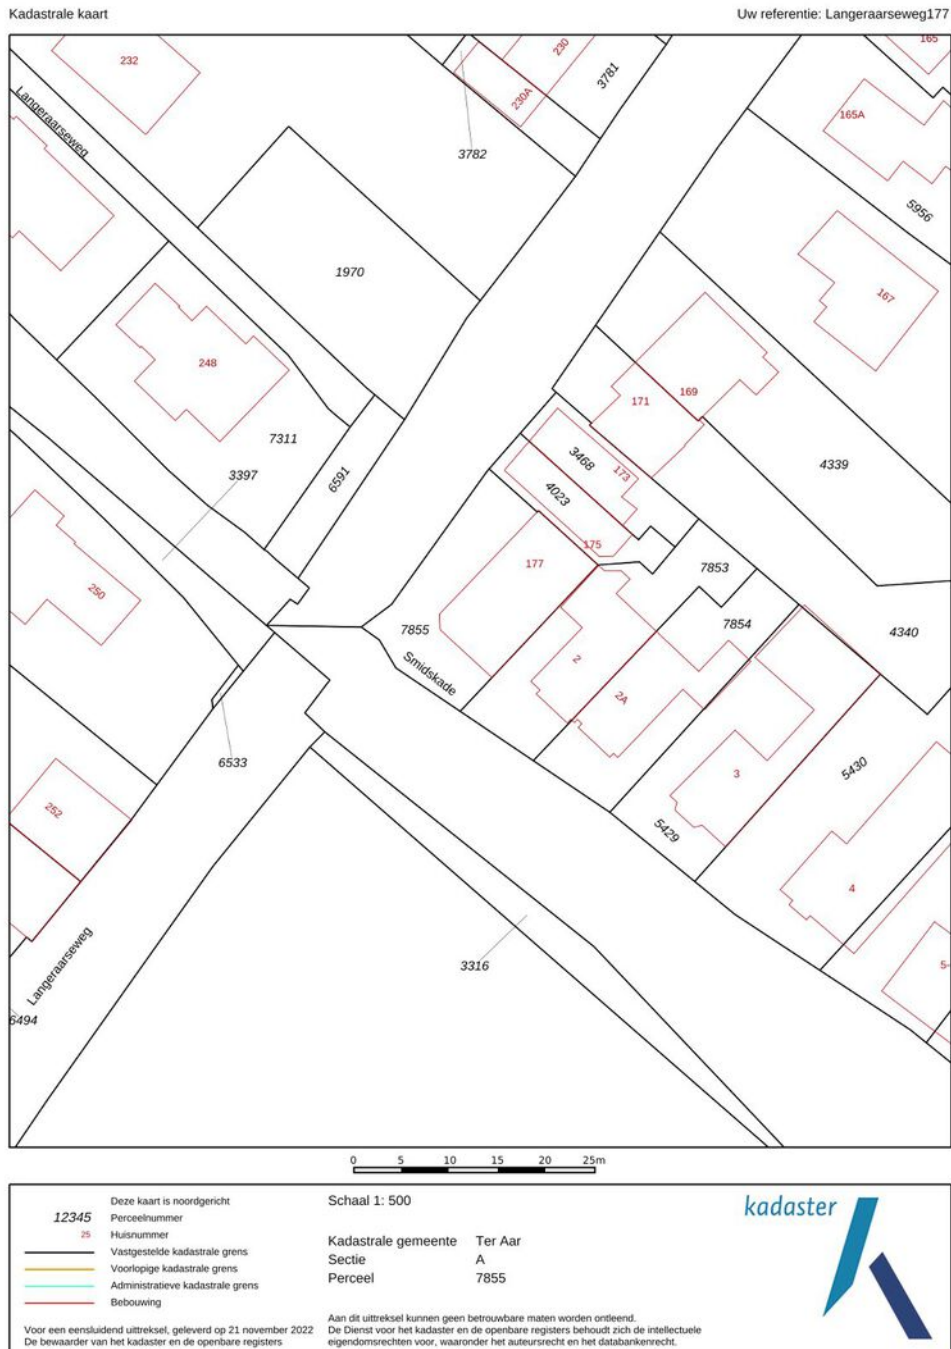 Kadastrale kaart
Uw referentie: Langeraarseweg177
232
230
165
3781
230A
Langeraarseweg
165A
3782
5956
1970
167
248
169
171
7311
3468
173
4339
3397
6591
4023
175
177
7853
250
7855
7854
4340
Smidskade
2
2A
6533
5430
3
252
5429
4
3316
Langeraarseweg
5-
6494
0 5 10 15 20 25m
Deze kaart is noordgericht
12345 Perceelnummer
25 Huisnummer
Vastgestelde kadastrale grens
Voorlopige kadastrale grens
Administratieve kadastrale grens
Bebouwing
Voor een eensluidend uittreksel, geleverd op 21 november 2022
De bewaarder van het kadaster en de openbare registers
Schaal 1: 500
Kadastrale gemeente Ter Aar
Sectie A
Perceel 7855
Aan dit uittreksel kunnen geen betrouwbare maten worden ontleend.
De Dienst voor het kadaster en de openbare registers behoudt zich de intellectuele
eigendomsrechten voor, waaronder het auteursrecht en het databankenrecht.
kadaster